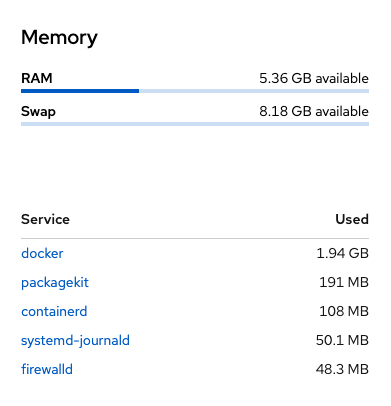 Memory
RAM 5.36 GB available
Swap 8.18 GB available
Service Used
docker 1.94 GB
packagekit 191 MB
containerd 108 MB
systemd-journald 50.1 MB
firewalld 48.3 MB